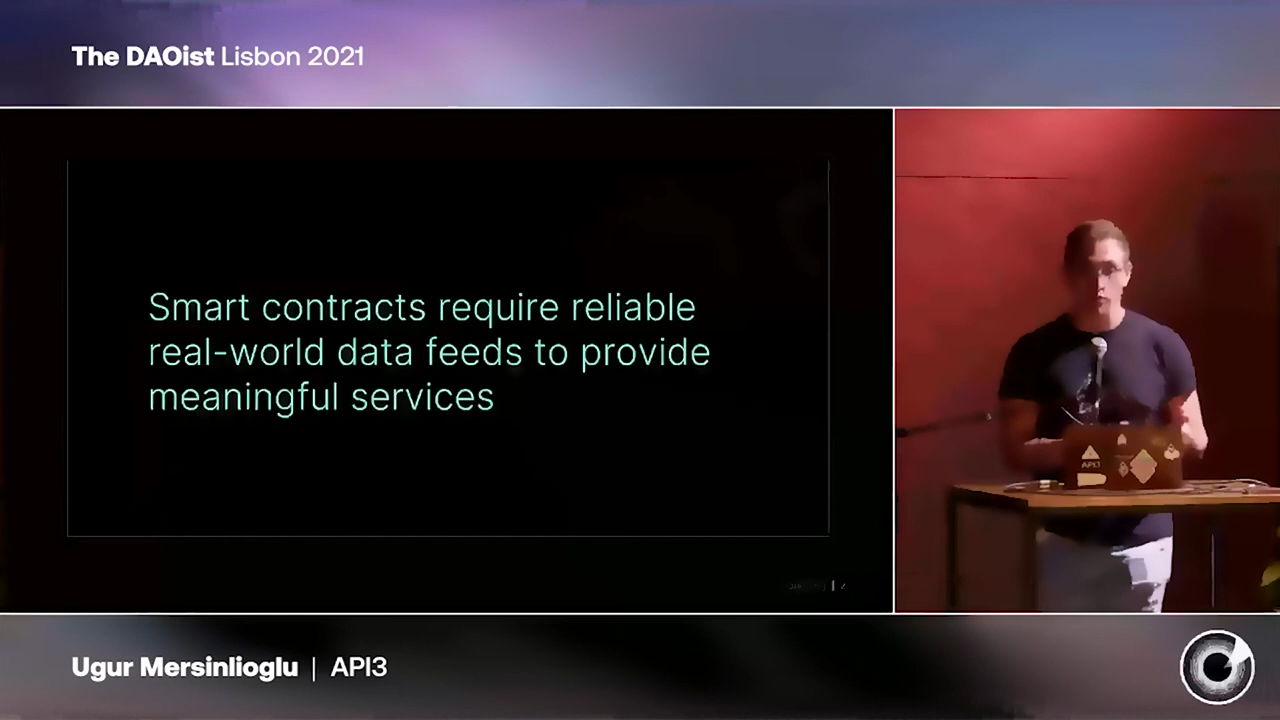 The DAOist Lisbon 2021
Smart contracts require reliable
real-world data feeds to provide
meaningful services
API3
Ugur Mersinlioglu | API3